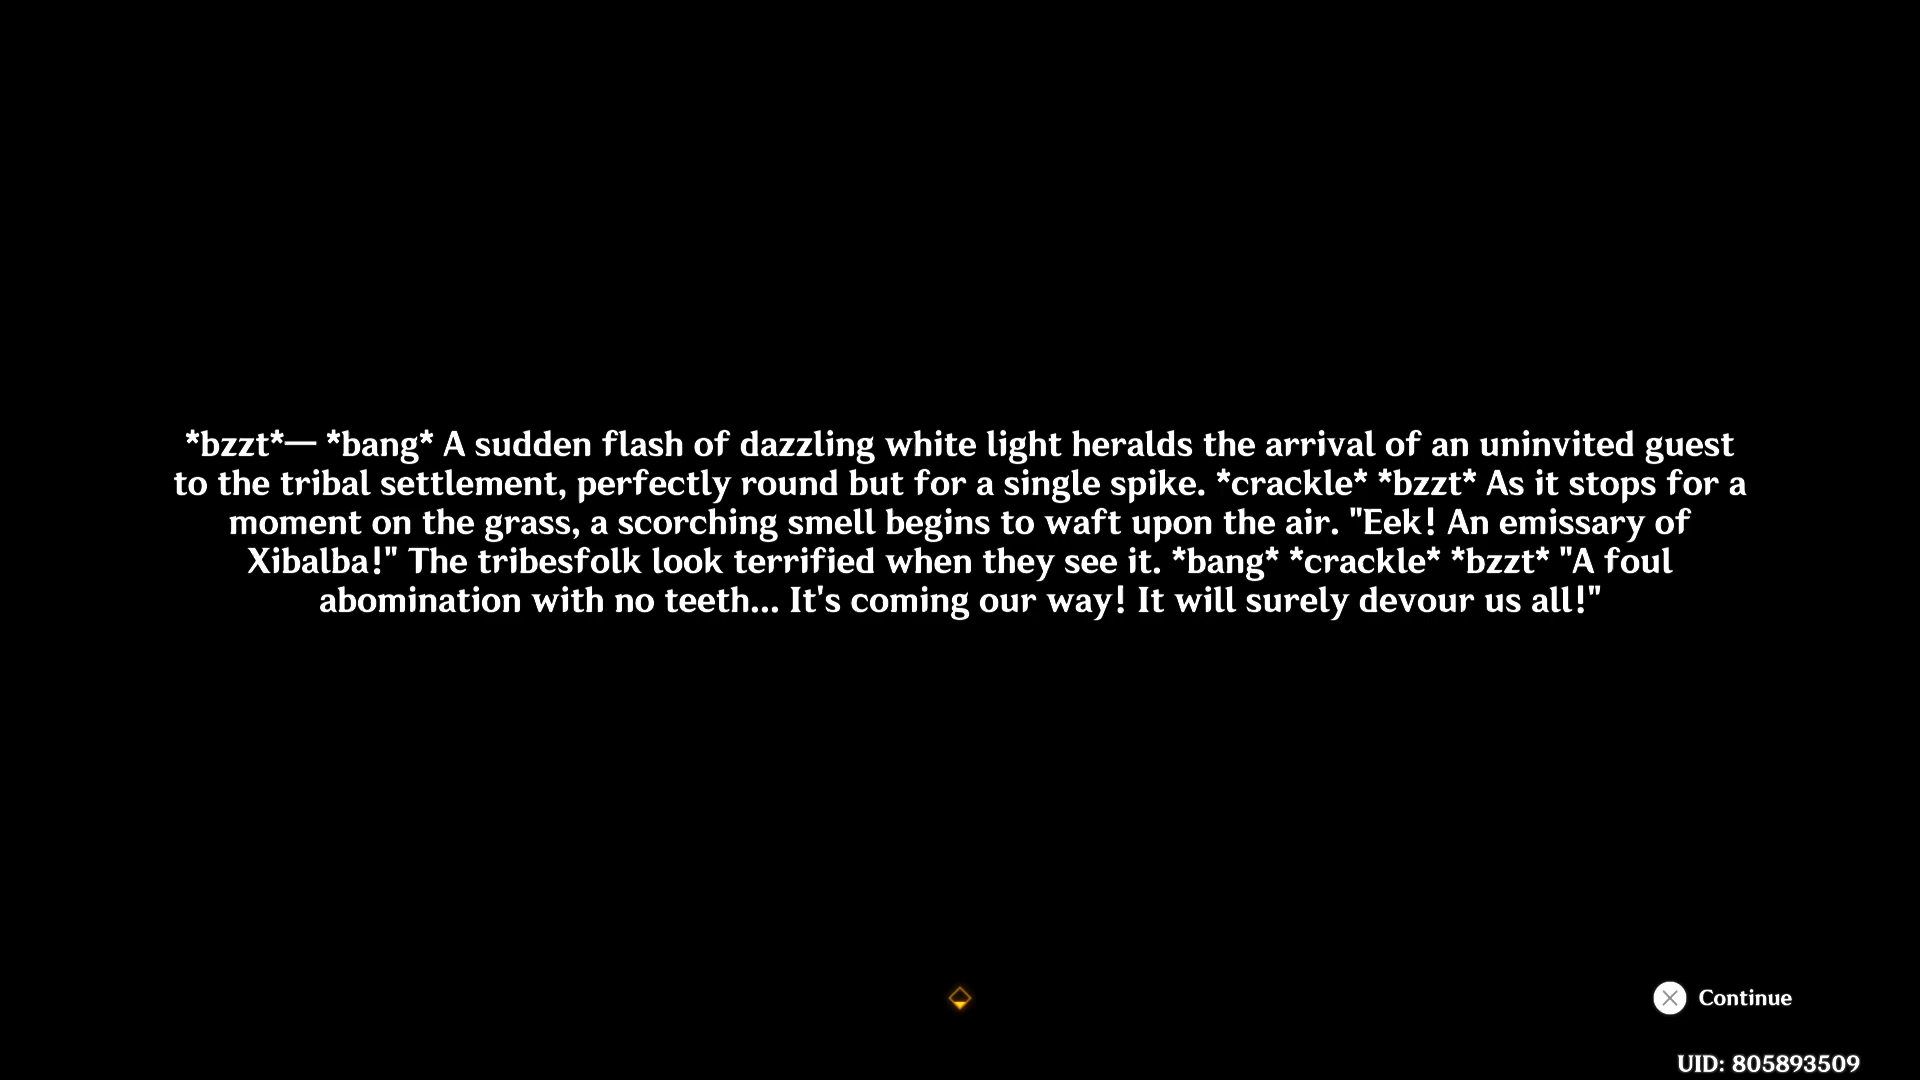 *bzzt*— *bang* A sudden flash of dazzling white light heralds the arrival of an uninvited guest
to the tribal settlement, perfectly round but for a single spike. *crackle* *bzzt* As it stops for a
moment on the grass, a scorching smell begins to waft upon the air. "Eek! An emissary of
Xibalba!" The tribesfolk look terrified when they see it. *bang* *crackle* *bzzt* "A foul
abomination with no teeth... It's coming our way! It will surely devour us all!"
Continue
UID: 805893509